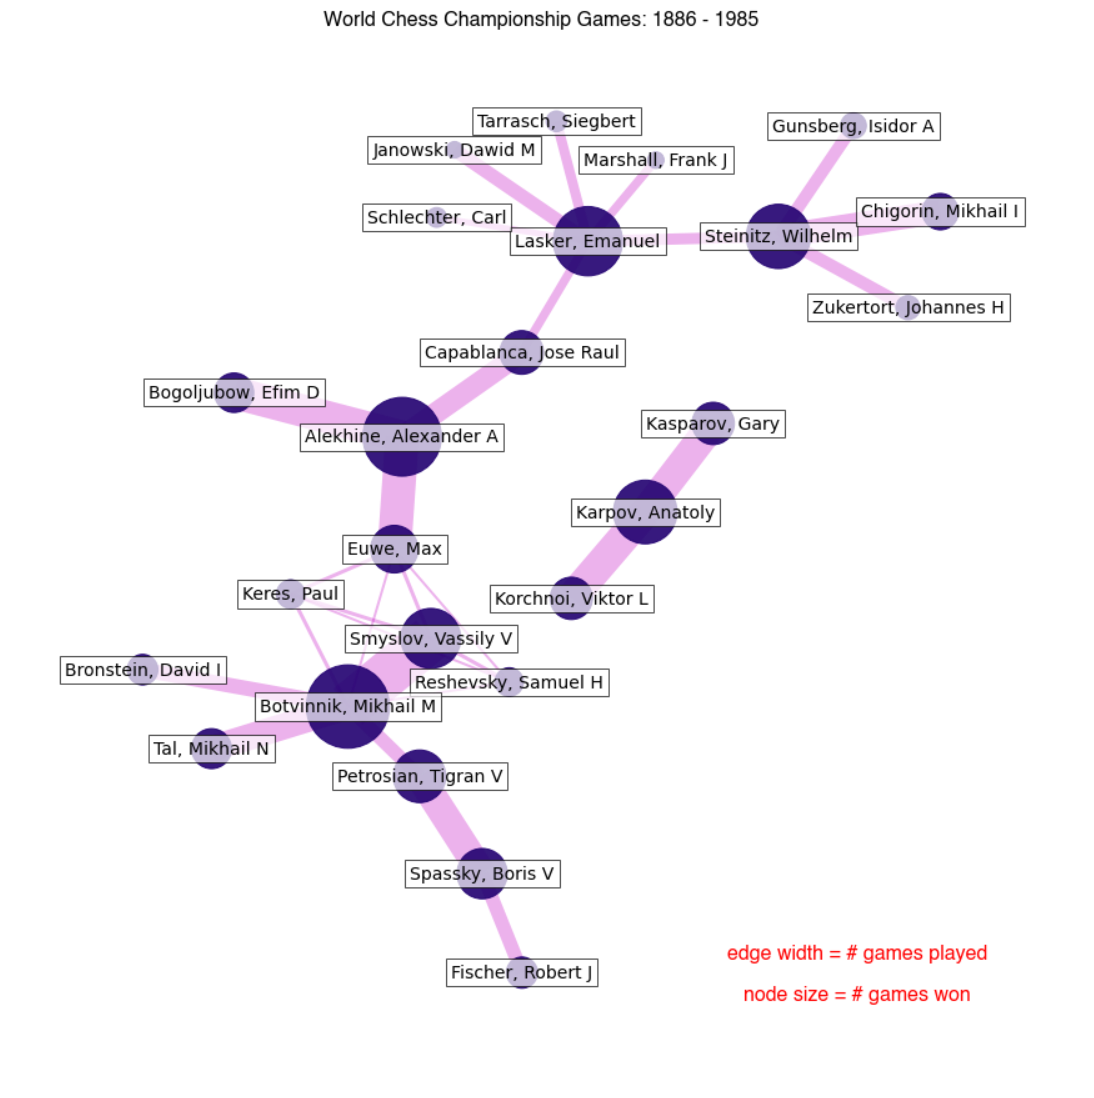 World Chess Championship Games: 1886 - 1985
Tarrasch, Siegbert
Gunsberg, Isidor A
Janowski, Dawid M
Marshall, Frank J
Chigorin, Mikhail I
Schlechter, Carl
Lasker, Emanuel
Steinitz, Wilhelm
Zukertort, Johannes H
Capablanca, Jose Raul
Bogoljubow, Efim D
Kasparov, Gary
Alekhine, Alexander A
Karpov, Anatoly
Euwe, Max
Keres, Paul
Korchnoi, Viktor L
Smyslov, Vassily V
Bronstein, David I
Reshevsky, Samuel H
Botvinnik, Mikhail M
Tal, Mikhail N
Petrosian, Tigran V
Spassky, Boris V
edge width = # games played
Fischer, Robert J
node size = # games won